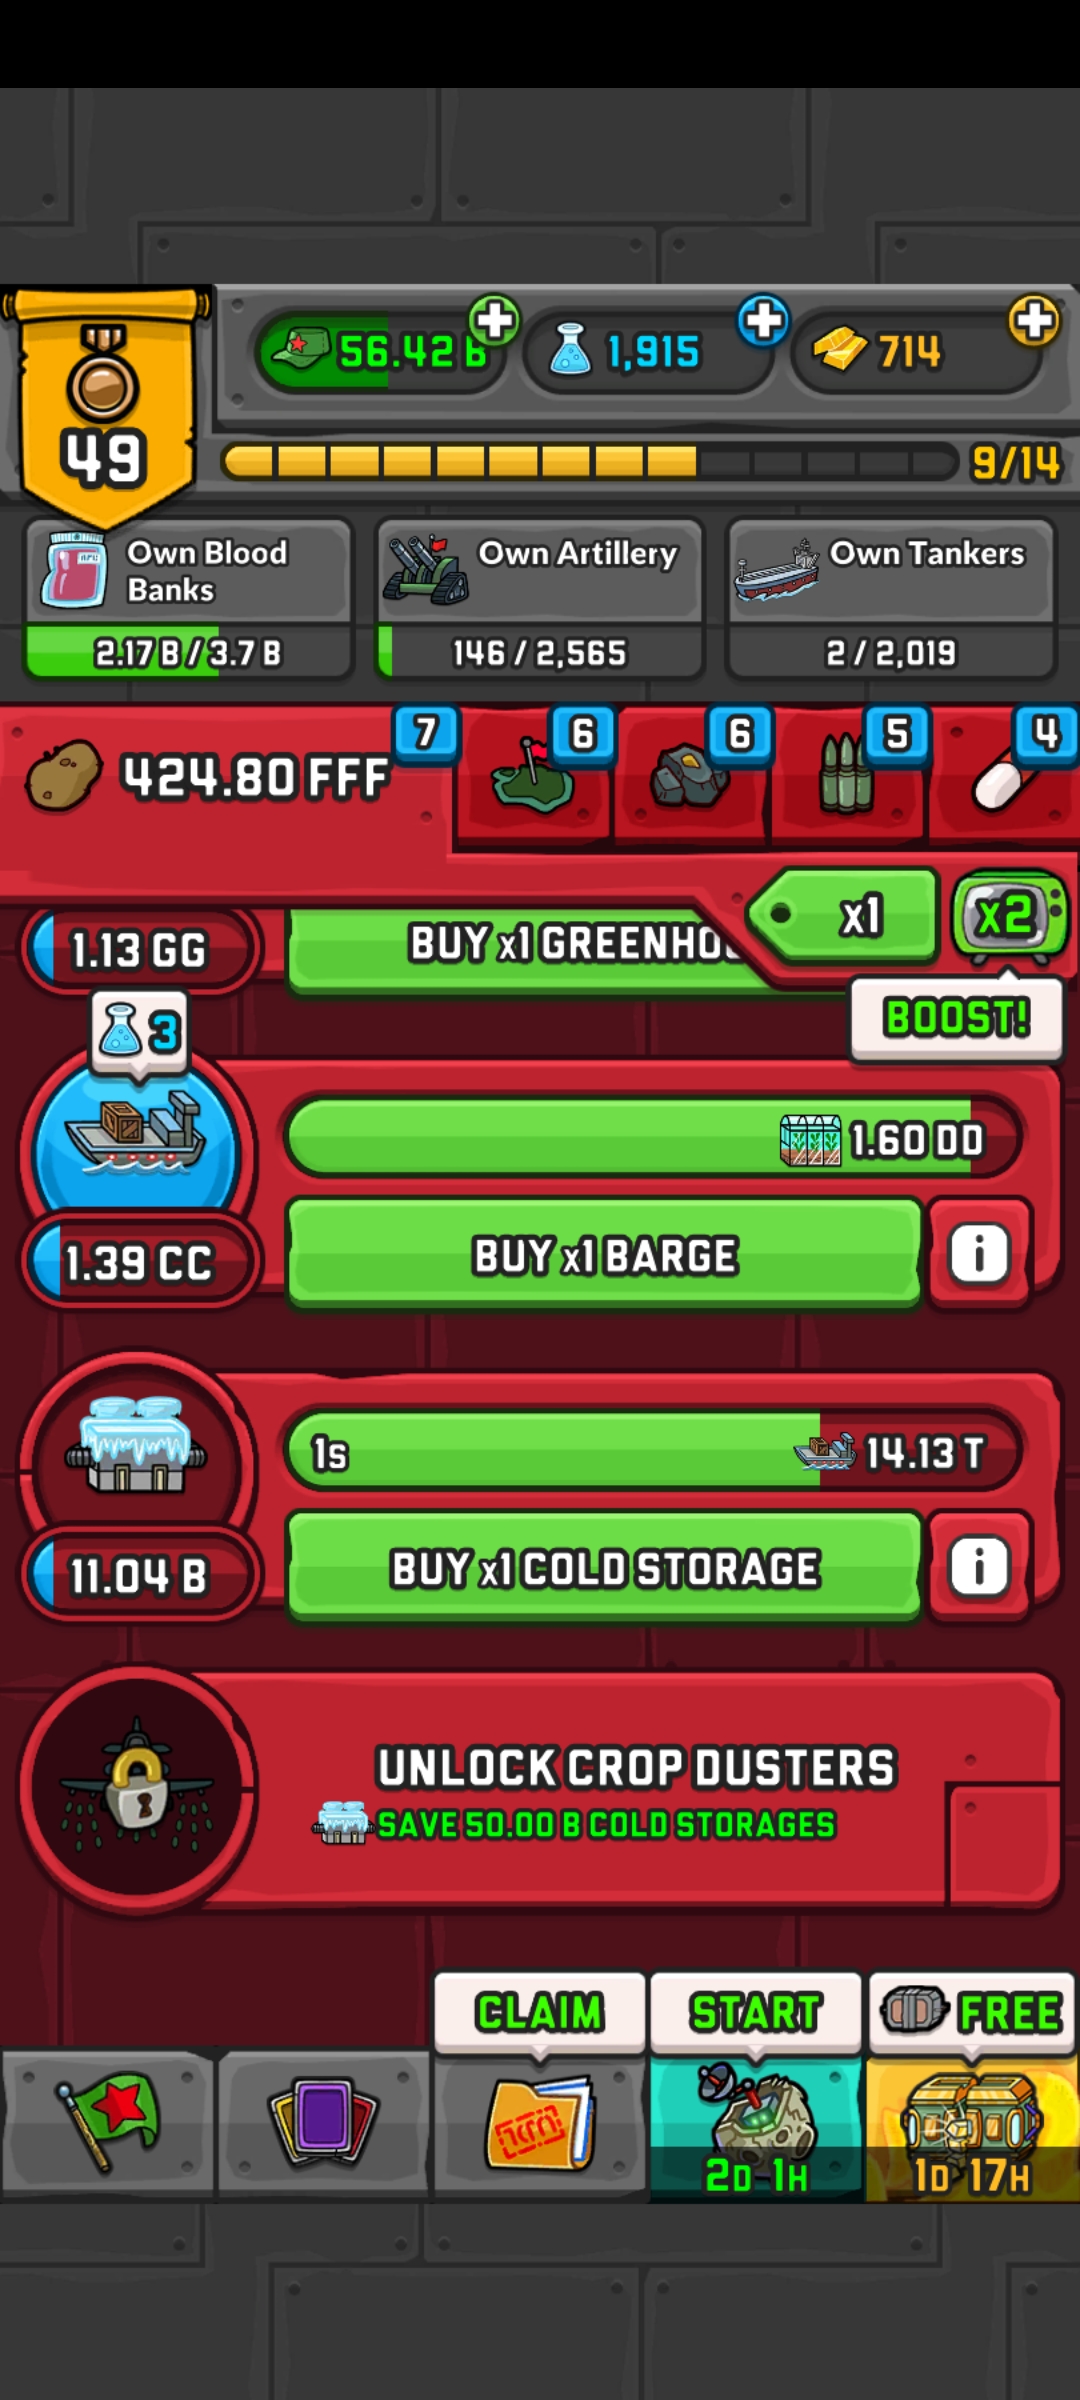 56.42 B
1,915
714
49
9/14
Own Blood
Banks
Own Artillery
Own Tankers
2.17 B / 3.7 B
146 / 2,565
2 / 2,019
7
6
6
5
4
424.80 FFF
x1
x2
1.13 GG
BUY x1 GREENHOU
BOOST!
3
1.60 DD
1.39 CC
BUY x1 BARGE
i
1s
14.13 T
11.04 B
BUY x1 COLD STORAGE
i
UNLOCK CROP DUSTERS
SAVE 50.00 B COLD STORAGES
CLAIM
START
FREE
2D 1H
1D 17H